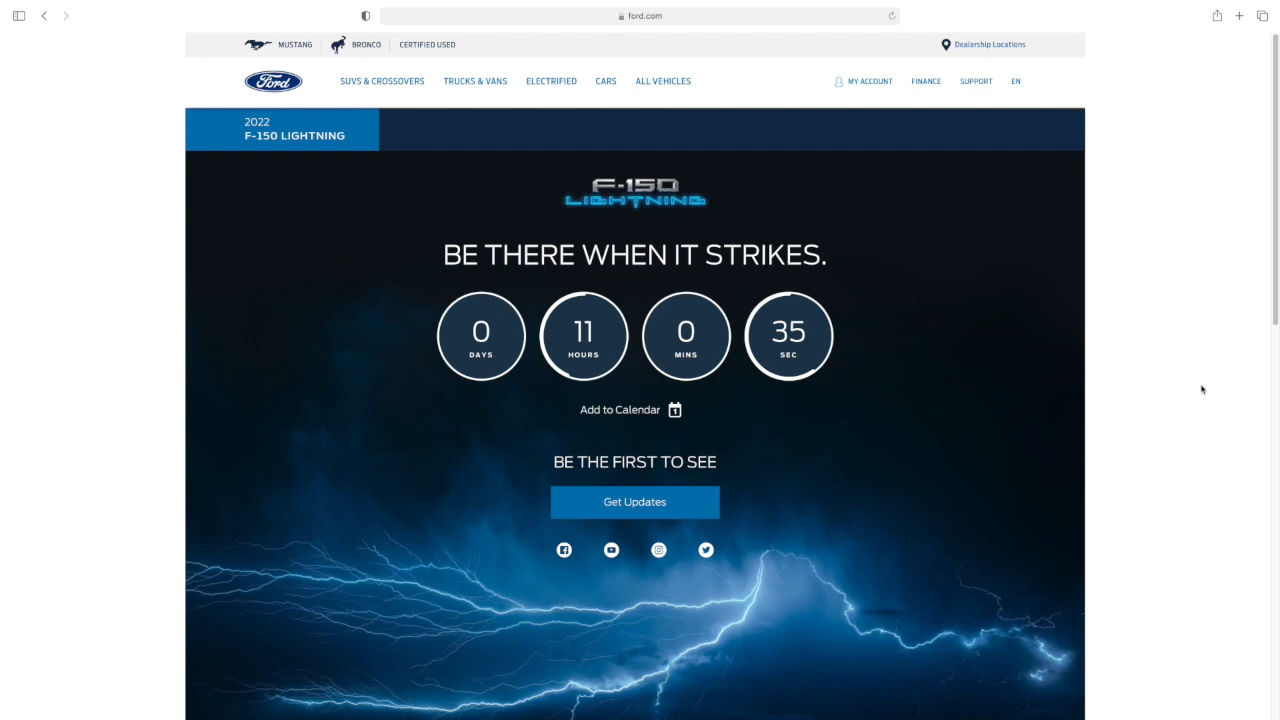 ford.com
MUSTANG
BRONCO
CERTIFIED USED
Dealership Locations
Ford
SUVS & CROSSOVERS
TRUCKS & VANS
ELECTRIFIED
CARS
ALL VEHICLES
MY ACCOUNT
FINANCE
SUPPORT
EN
2022
F-150 LIGHTNING
F-150
LIGHTNING
BE THERE WHEN IT STRIKES.
0
DAYS
11
HOURS
0
MINS
35
SEC
Add to Calendar
1
BE THE FIRST TO SEE
Get Updates